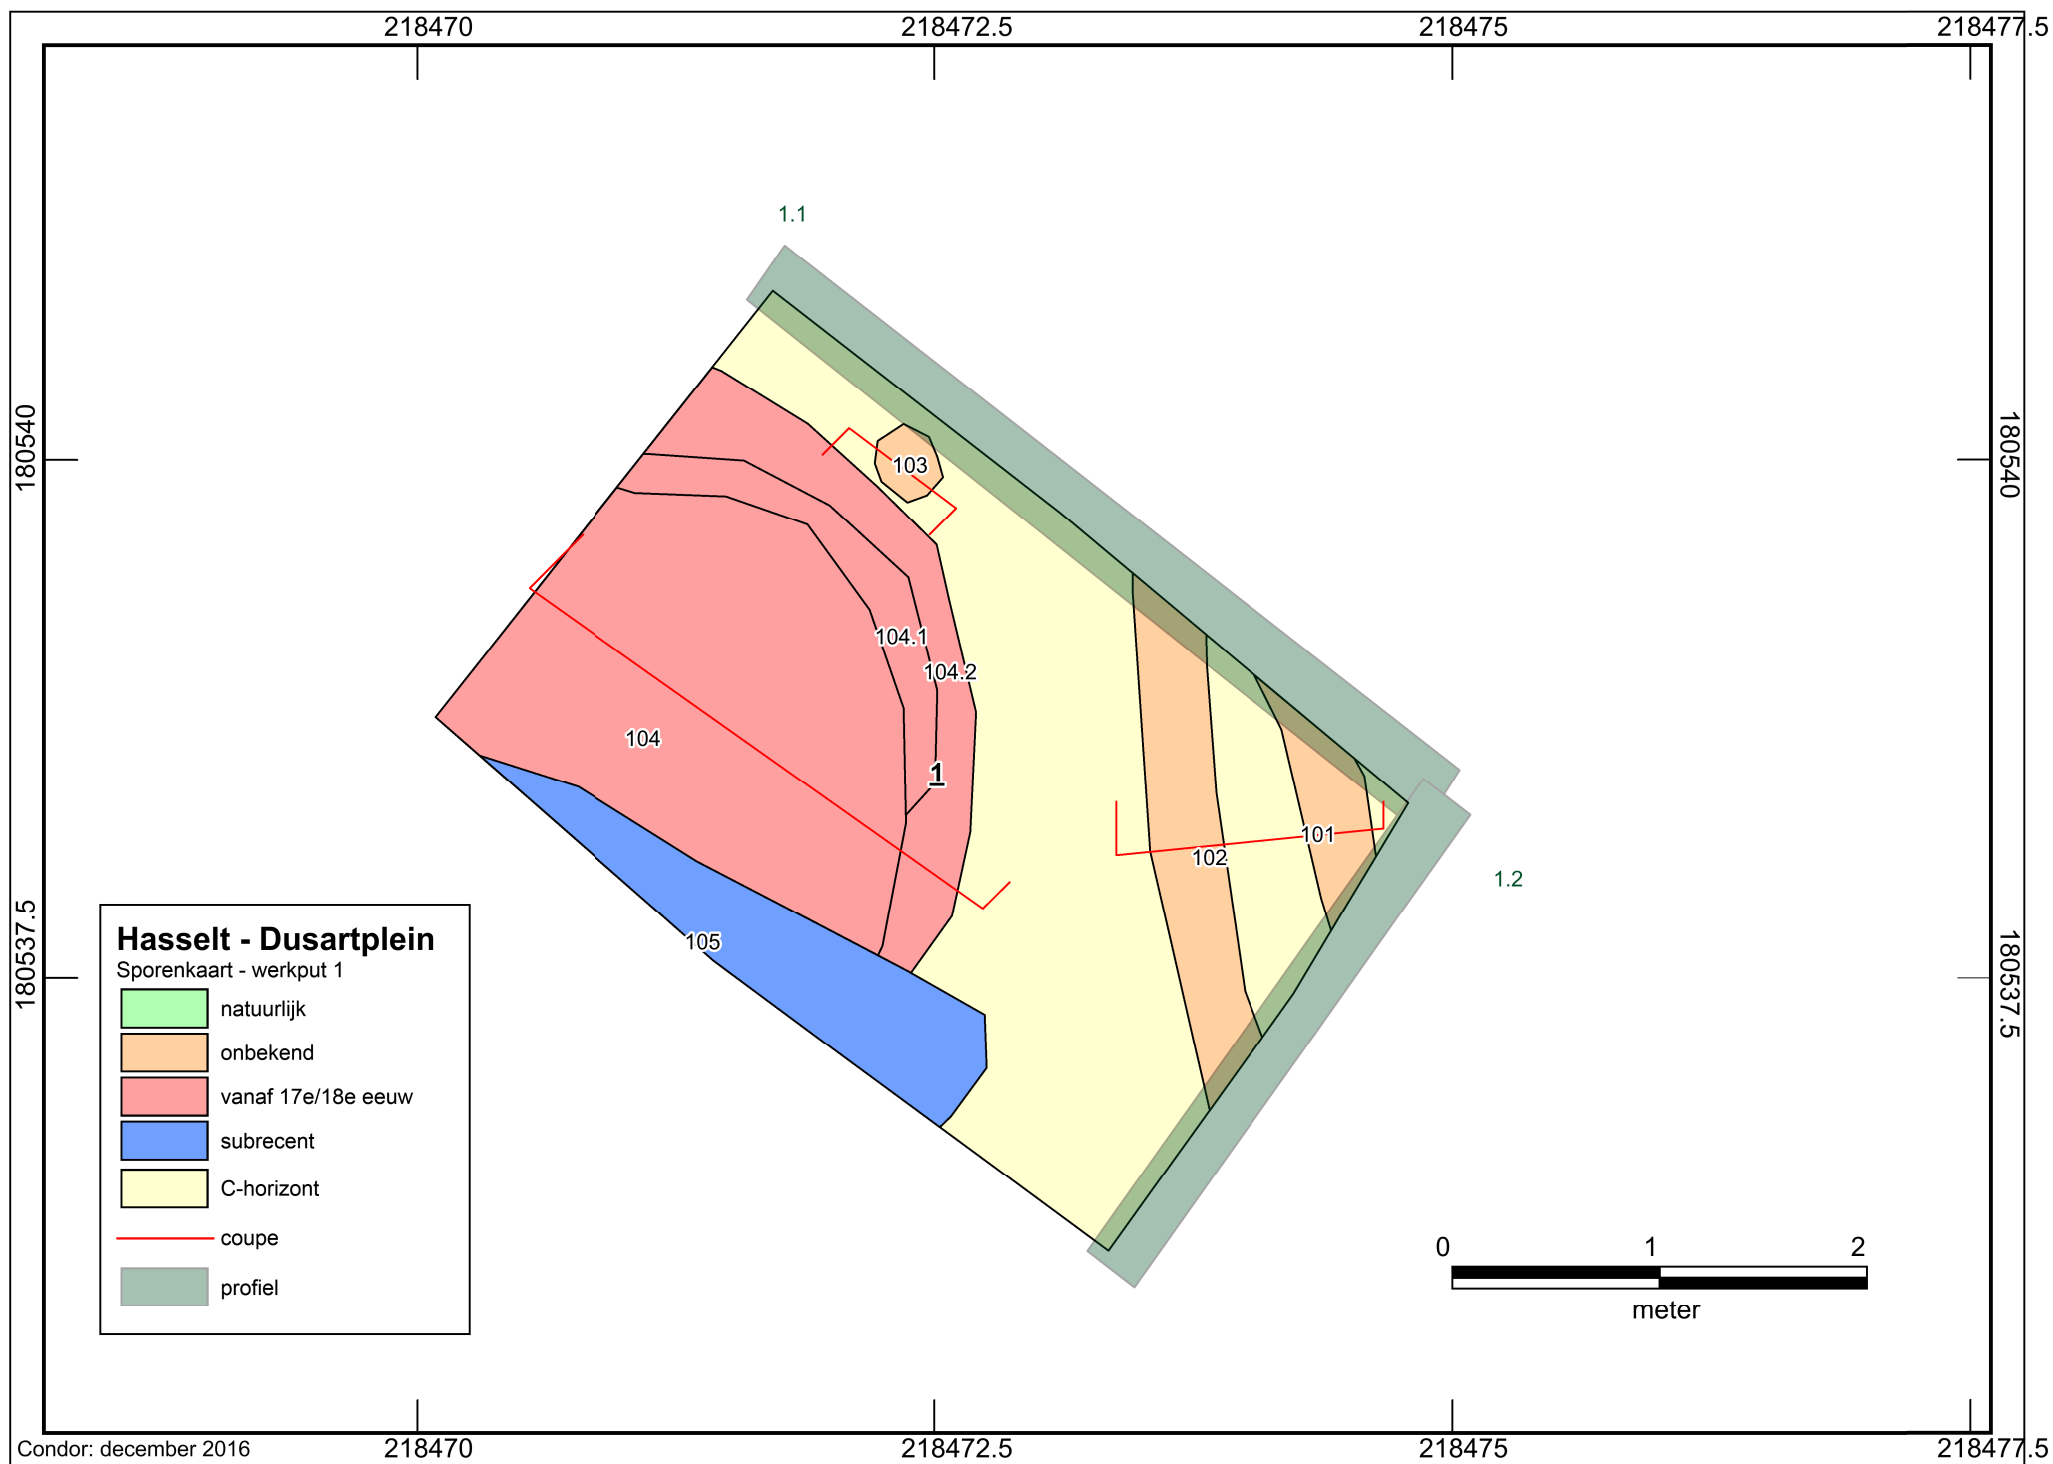 218470 218472.5 218475 218477.5
1.1
180540 180540
103
104.1
104.2
104
1
101
102
1.2
105
180537.5 180537.5
Hasselt - Dusartplein
Sporenkaart - werkput 1
natuurlijk
onbekend
vanaf 17e/18e eeuw
subrecent
C-horizont
coupe
profiel
0 1 2
meter
Condor: december 2016
218470 218472.5 218475 218477.5